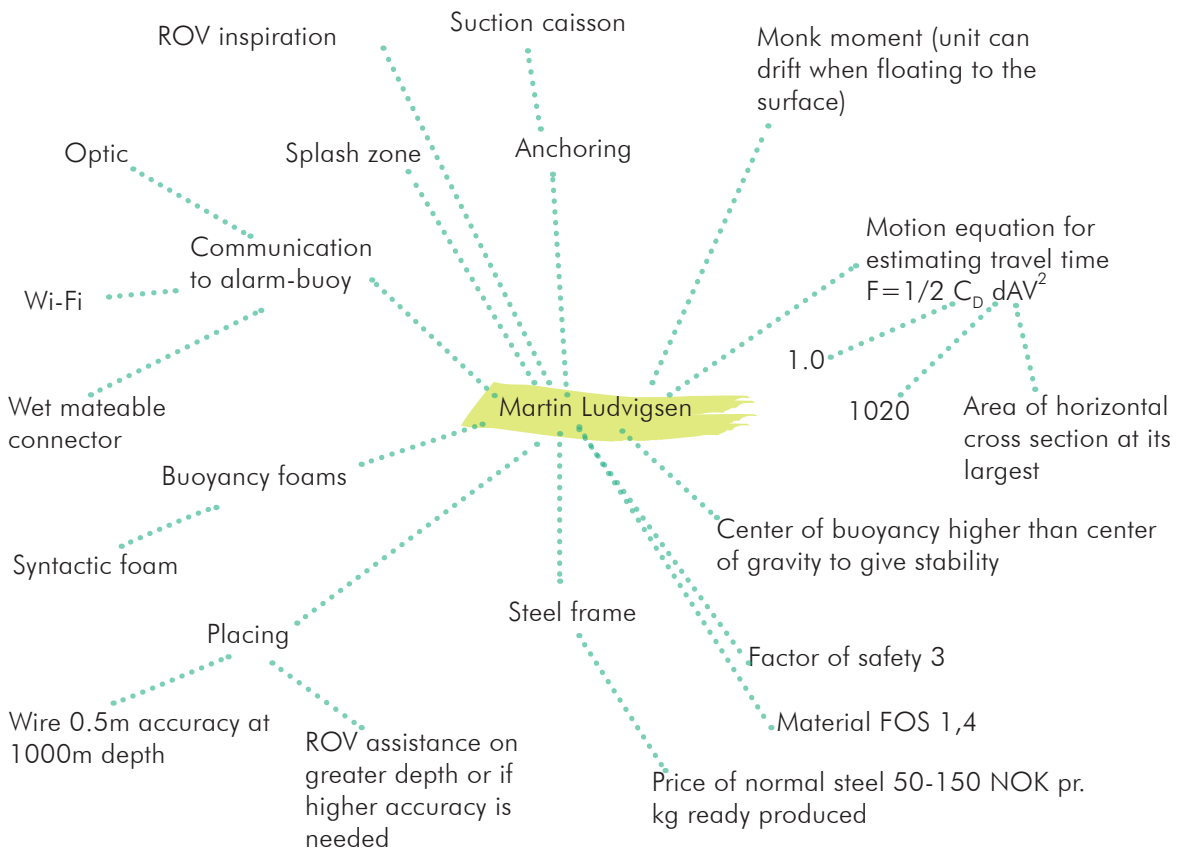 ROV inspiration
Suction caisson
Monk moment (unit can
drift when floating to the
surface)
Optic
Splash zone
Anchoring
Communication
to alarm-buoy
Motion equation for
estimating travel time
F=1/2 C_D dAV²
Wi-Fi
1.0
Wet mateable
connector
Martin Ludvigsen
1020
Area of horizontal
cross section at its
largest
Buoyancy foams
Syntactic foam
Center of buoyancy higher than center
of gravity to give stability
Steel frame
Placing
Factor of safety 3
Wire 0.5m accuracy at
1000m depth
ROV assistance on
greater depth or if
higher accuracy is
needed
Material FOS 1,4
Price of normal steel 50-150 NOK pr.
kg ready produced